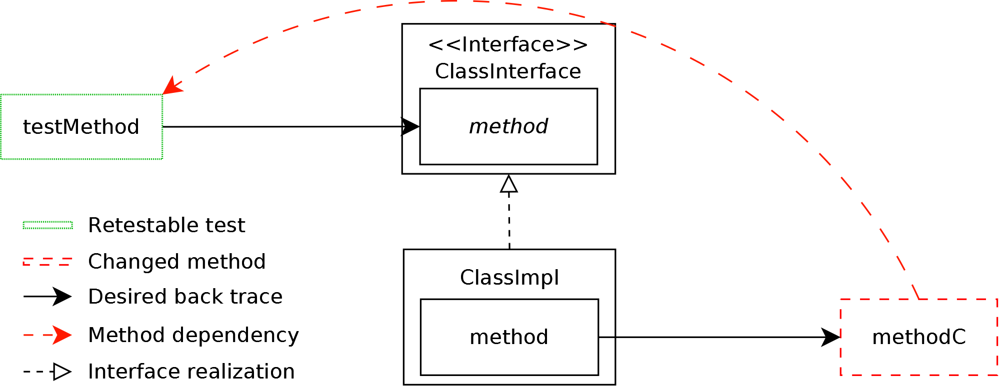 <<Interface>>
ClassInterface
testMethod
method
Retestable test
Changed method
Desired back trace
Method dependency
Interface realization
ClassImpl
method
methodC